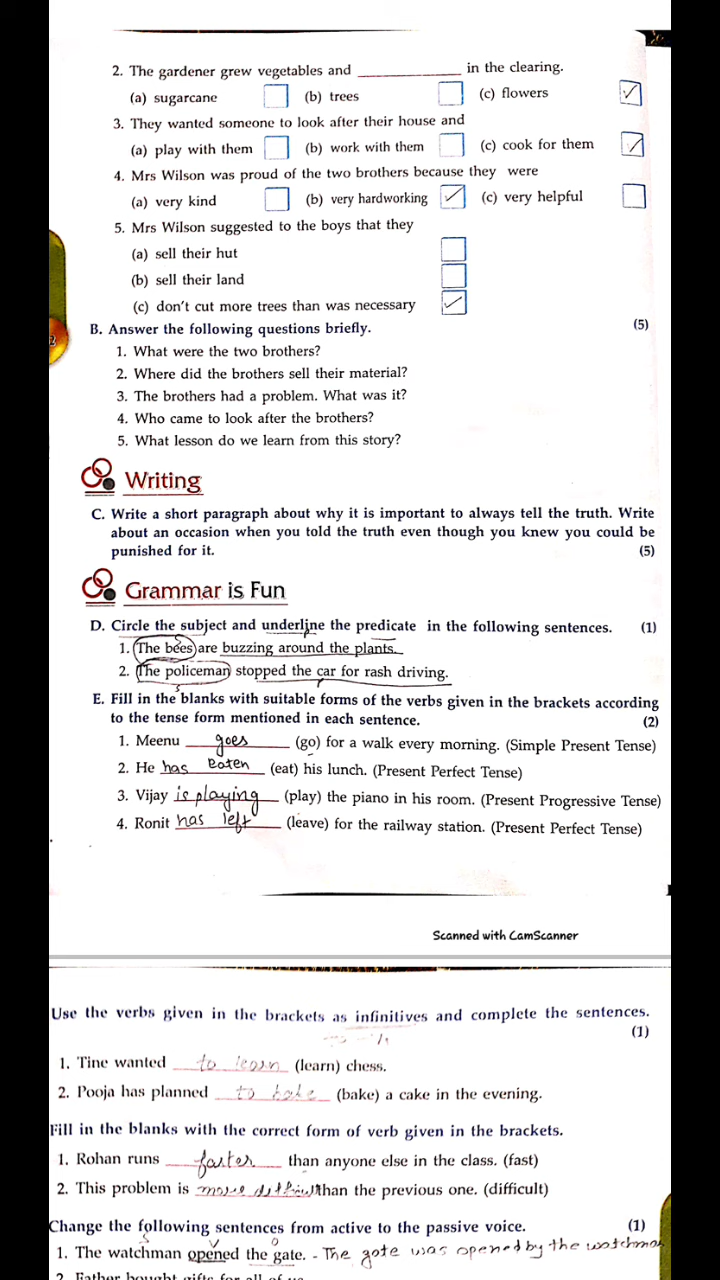 2. The gardener grew vegetables and ____________ in the clearing.
(a) sugarcane (b) trees (c) flowers ✓
3. They wanted someone to look after their house and
(a) play with them (b) work with them (c) cook for them ✓
4. Mrs Wilson was proud of the two brothers because they were
(a) very kind (b) very hardworking ✓ (c) very helpful
5. Mrs Wilson suggested to the boys that they
(a) sell their hut
(b) sell their land
(c) don't cut more trees than was necessary ✓
B. Answer the following questions briefly. (5)
1. What were the two brothers?
2. Where did the brothers sell their material?
3. The brothers had a problem. What was it?
4. Who came to look after the brothers?
5. What lesson do we learn from this story?
Writing
C. Write a short paragraph about why it is important to always tell the truth. Write
about an occasion when you told the truth even though you knew you could be
punished for it. (5)
Grammar is Fun
D. Circle the subject and underline the predicate in the following sentences. (1)
1. The bees are buzzing around the plants.
2. The policeman stopped the car for rash driving.
E. Fill in the blanks with suitable forms of the verbs given in the brackets according
to the tense form mentioned in each sentence. (2)
1. Meenu goes (go) for a walk every morning. (Simple Present Tense)
2. He has eaten (eat) his lunch. (Present Perfect Tense)
3. Vijay is playing (play) the piano in his room. (Present Progressive Tense)
4. Ronit has left (leave) for the railway station. (Present Perfect Tense)
Scanned with CamScanner
Use the verbs given in the brackets as infinitives and complete the sentences.
(1)
1. Tine wanted to learn (learn) chess.
2. Pooja has planned to bake (bake) a cake in the evening.
Fill in the blanks with the correct form of verb given in the brackets.
1. Rohan runs faster than anyone else in the class. (fast)
2. This problem is more difficult than the previous one. (difficult)
Change the following sentences from active to the passive voice. (1)
S V O
1. The watchman opened the gate. - The gate was opened by the watchman
2. Father bought gifts for all of us.